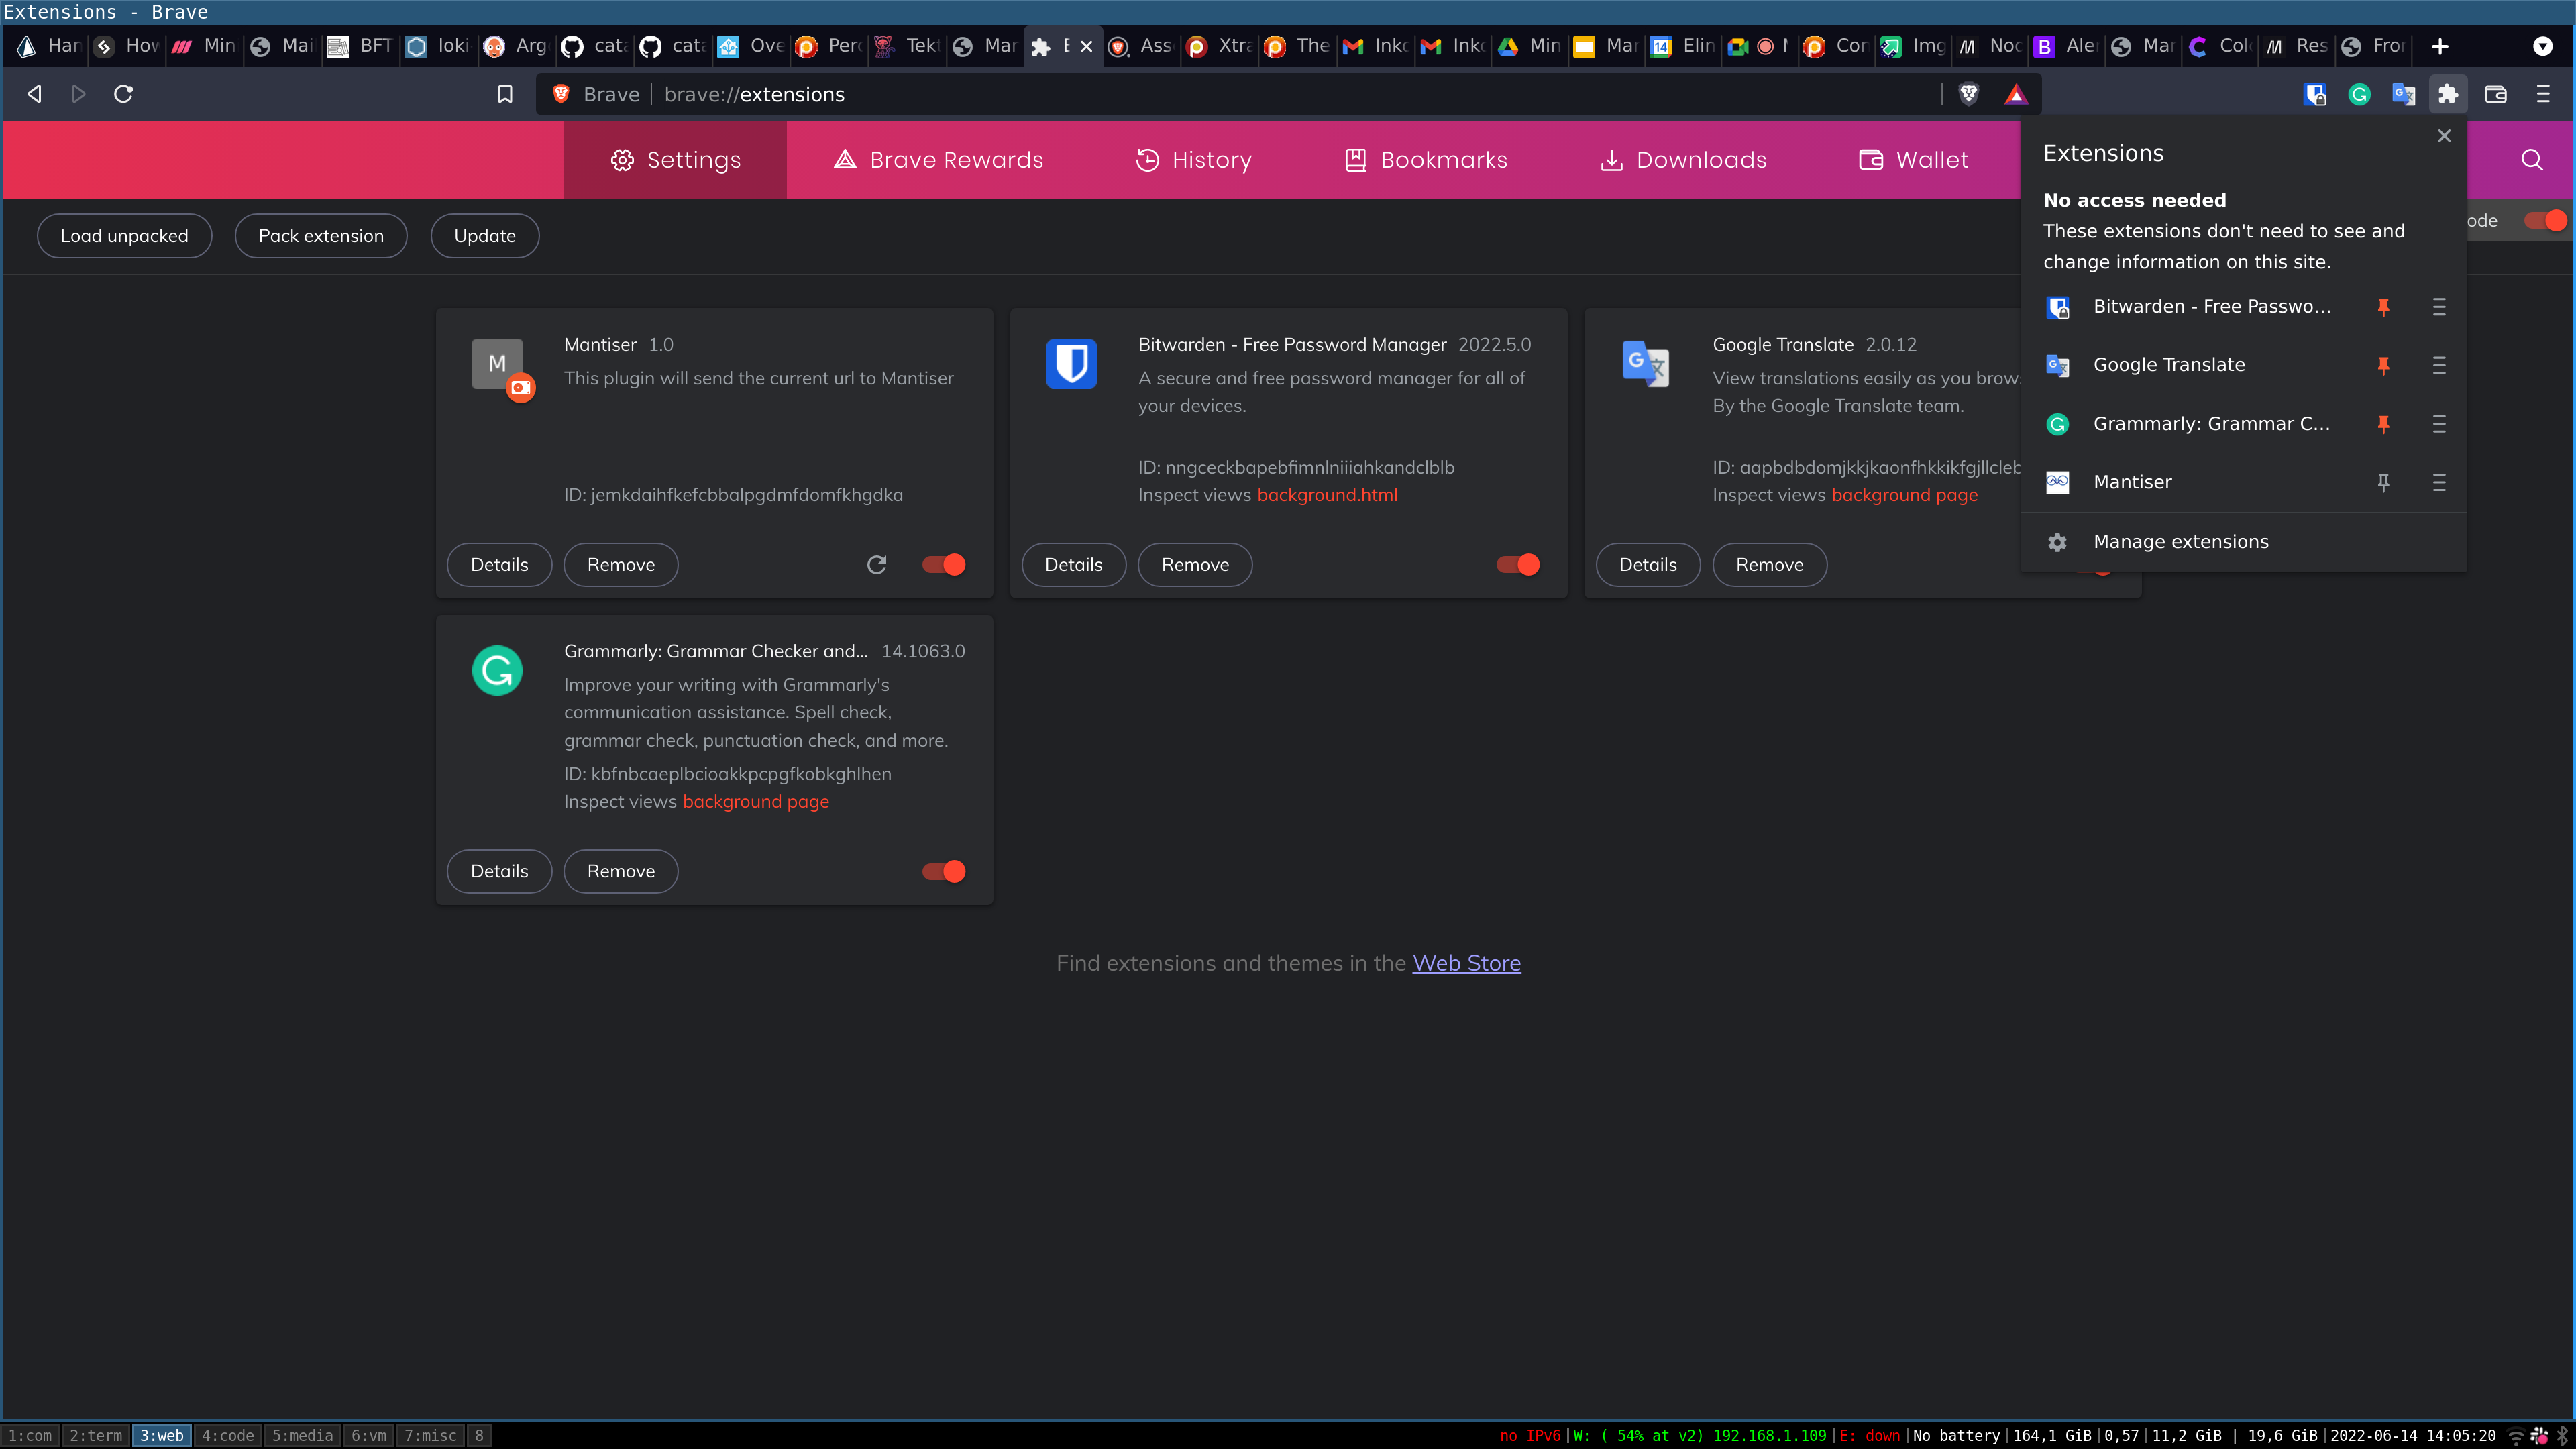 Extensions - Brave
Har How Min Mai BFT loki Argo cata cata Ove Perc Tekt Mar E Ass Xtra The Inko Inko Min Mar 14 Elin Cor Img Noc B Ale Mar Col Res Fror
Brave brave://extensions
Settings Brave Rewards History Bookmarks Downloads Wallet
Load unpacked Pack extension Update
ode
Extensions
No access needed
These extensions don't need to see and
change information on this site.
Bitwarden - Free Passwo...
Google Translate
Grammarly: Grammar C...
Mantiser
Manage extensions
M
Mantiser 1.0
This plugin will send the current url to Mantiser
ID: jemkdaihfkefcbbalpgdmfdomfkhgdka
Details Remove
Bitwarden - Free Password Manager 2022.5.0
A secure and free password manager for all of
your devices.
ID: nngceckbapebfimnlniiiahkandclblb
Inspect views background.html
Details Remove
Google Translate 2.0.12
View translations easily as you brow
By the Google Translate team.
ID: aapbdbdomjkkjkaonfhkkikfgjllcleb
Inspect views background page
Details Remove
Grammarly: Grammar Checker and... 14.1063.0
Improve your writing with Grammarly's
communication assistance. Spell check,
grammar check, punctuation check, and more.
ID: kbfnbcaeplbcioakkpcpgfkobkghlhen
Inspect views background page
Details Remove
Find extensions and themes in the Web Store
1:com 2:term 3:web 4:code 5:media 6:vm 7:misc 8
no IPv6|W: ( 54% at v2) 192.168.1.109|E: down|No battery|164,1 GiB|0,57|11,2 GiB | 19,6 GiB|2022-06-14 14:05:20